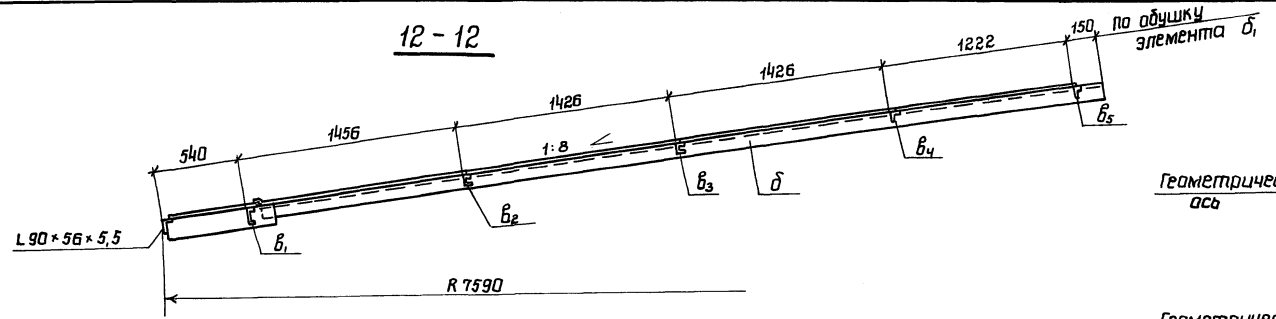 12 - 12
150
По обушку
элемента б₁
1222
1426
1426
1456
540
1:8
в₅
в₄
в₃
б
в₂
в₁
L 90×56×5,5
R 7590
Геометричес
ось
Геометричес